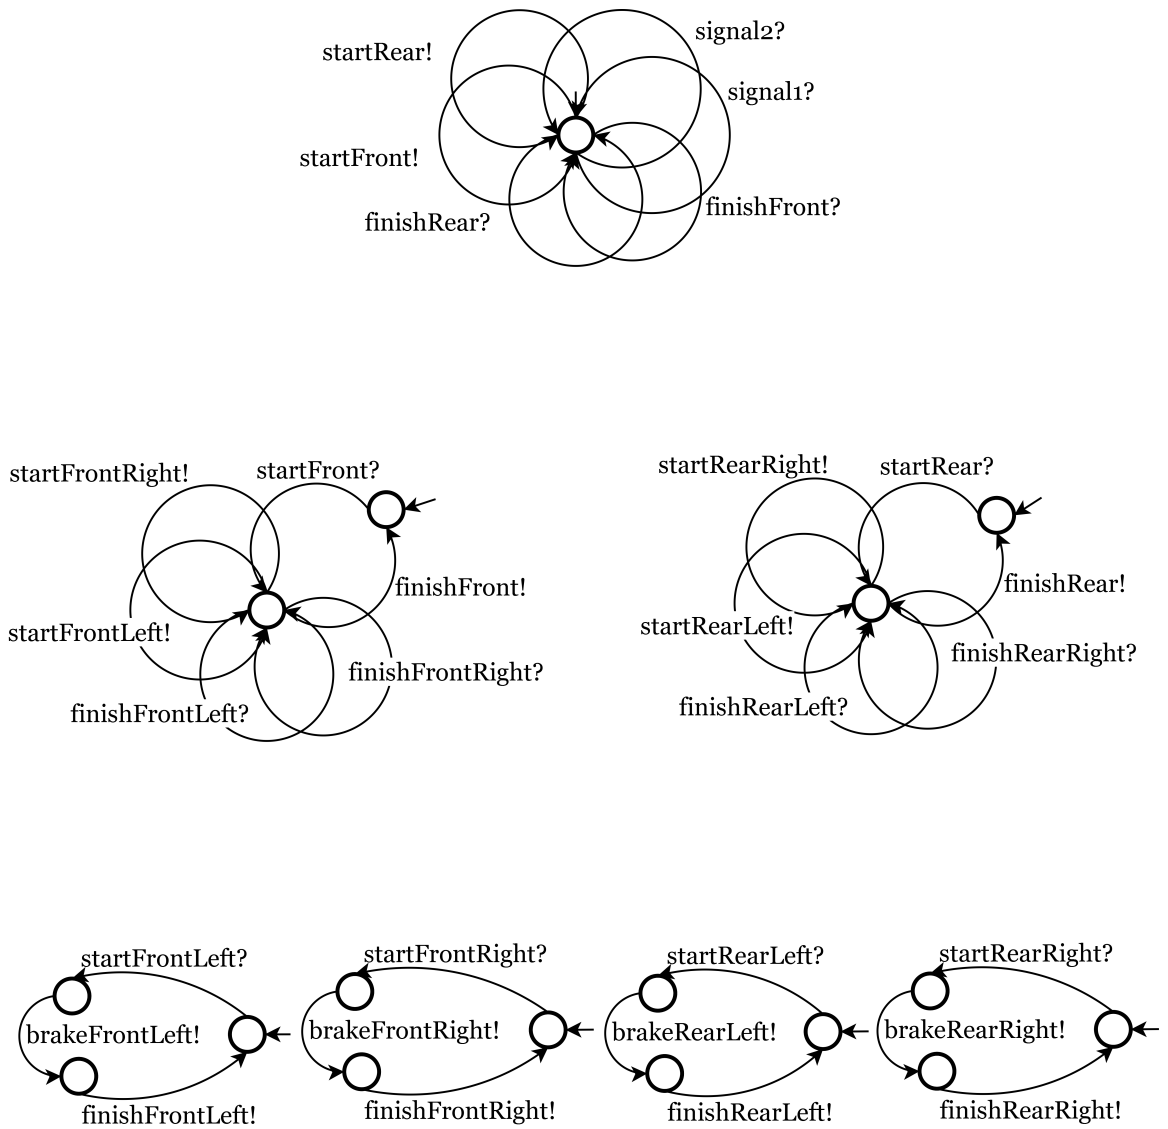 startRear!
signal2?
signal1?
startFront!
finishRear?
finishFront?
startFrontRight!
startFront?
finishFront!
startFrontLeft!
finishFrontRight?
finishFrontLeft?
startRearRight!
startRear?
finishRear!
startRearLeft!
finishRearRight?
finishRearLeft?
startFrontLeft?
brakeFrontLeft!
finishFrontLeft!
startFrontRight?
brakeFrontRight!
finishFrontRight!
startRearLeft?
brakeRearLeft!
finishRearLeft!
startRearRight?
brakeRearRight!
finishRearRight!